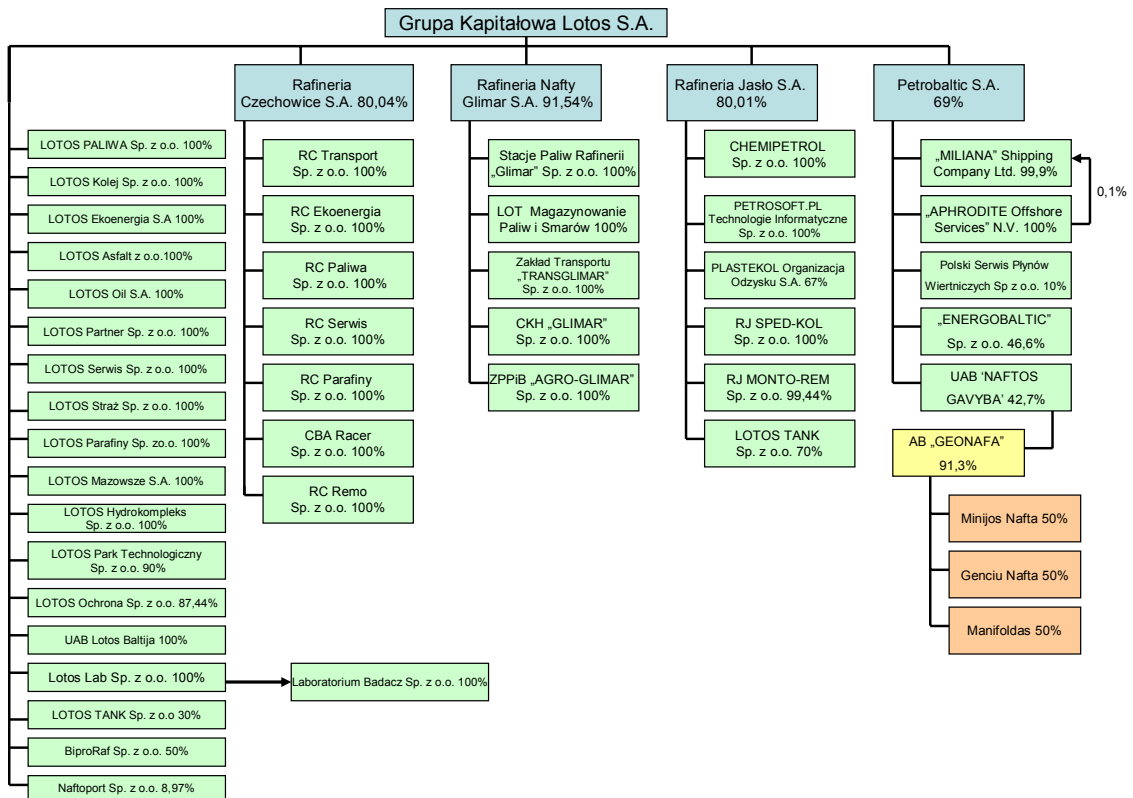 Grupa Kapitałowa Lotos S.A.
Rafineria
Czechowice S.A. 80,04%
Rafineria Nafty
Glimar S.A. 91,54%
Rafineria Jasło S.A.
80,01%
Petrobaltic S.A.
69%
LOTOS PALIWA Sp. z o.o. 100%
LOTOS Kolej Sp. z o.o. 100%
LOTOS Ekoenergia S.A 100%
LOTOS Asfalt z o.o.100%
LOTOS Oil S.A. 100%
LOTOS Partner Sp. z o.o. 100%
LOTOS Serwis Sp. z o.o. 100%
LOTOS Straż Sp. z o.o. 100%
LOTOS Parafiny Sp. zo.o. 100%
LOTOS Mazowsze S.A. 100%
LOTOS Hydrokompleks
Sp. z o.o. 100%
LOTOS Park Technologiczny
Sp. z o.o. 90%
LOTOS Ochrona Sp. z o.o. 87,44%
UAB Lotos Baltija 100%
Lotos Lab Sp. z o.o. 100%
Laboratorium Badacz Sp. z o.o. 100%
LOTOS TANK Sp. z o.o 30%
BiproRaf Sp. z o.o. 50%
Naftoport Sp. z o.o. 8,97%
RC Transport
Sp. z o.o. 100%
RC Ekoenergia
Sp. z o.o. 100%
RC Paliwa
Sp. z o.o. 100%
RC Serwis
Sp. z o.o. 100%
RC Parafiny
Sp. z o.o. 100%
CBA Racer
Sp. z o.o. 100%
RC Remo
Sp. z o.o. 100%
Stacje Paliw Rafinerii
„Glimar” Sp. z o.o. 100%
LOT Magazynowanie
Paliw i Smarów 100%
Zakład Transportu
„TRANSGLIMAR”
Sp. z o.o. 100%
CKH „GLIMAR”
Sp. z o.o. 100%
ZPPiB „AGRO-GLIMAR”
Sp. z o.o. 100%
CHEMIPETROL
Sp. z o.o. 100%
PETROSOFT.PL
Technologie Informatyczne
Sp. z o.o. 100%
PLASTEKOL Organizacja
Odzysku S.A. 67%
RJ SPED-KOL
Sp. z o.o. 100%
RJ MONTO-REM
Sp. z o.o. 99,44%
LOTOS TANK
Sp. z o.o. 70%
„MILIANA” Shipping
Company Ltd. 99,9%
0,1%
„APHRODITE Offshore
Services” N.V. 100%
Polski Serwis Płynów
Wiertniczych Sp z o.o. 10%
„ENERGOBALTIC”
Sp. z o.o. 46,6%
UAB ‘NAFTOS
GAVYBA’ 42,7%
AB „GEONAFA”
91,3%
Minijos Nafta 50%
Genciu Nafta 50%
Manifoldas 50%